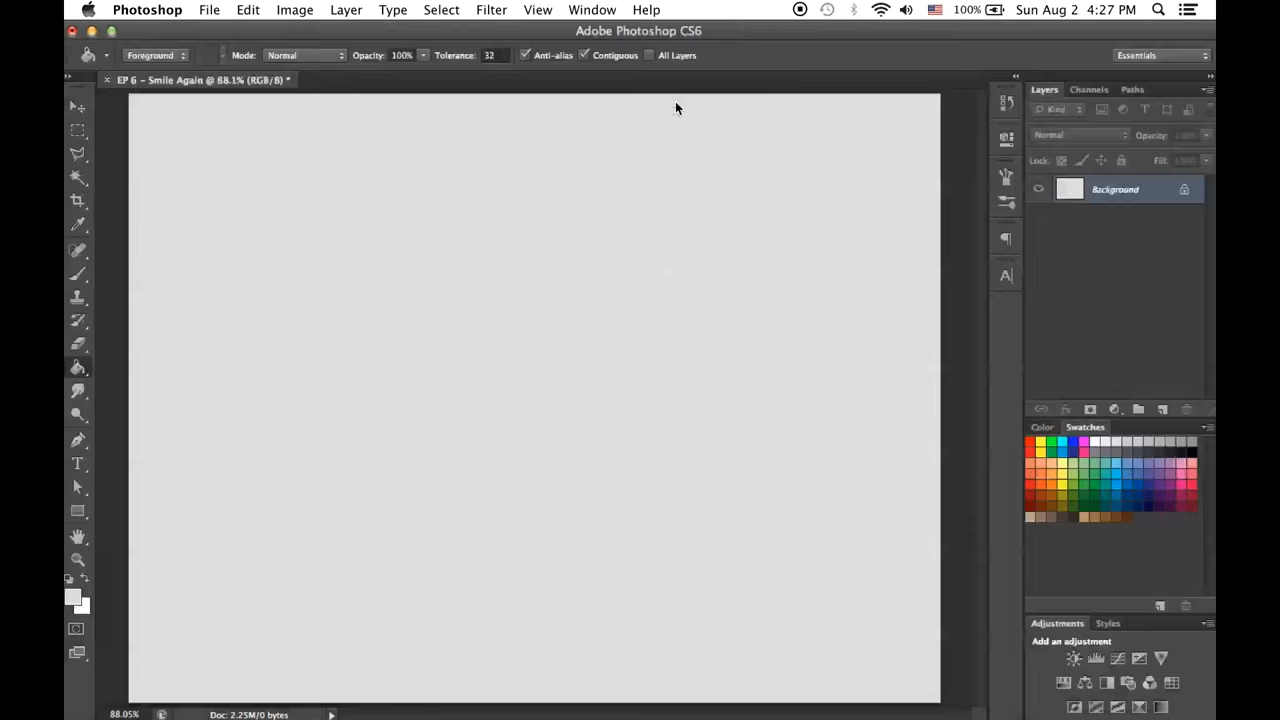 Photoshop File Edit Image Layer Type Select Filter View Window Help 100% Sun Aug 2 4:27 PM
Adobe Photoshop CS6
Foreground Mode: Normal Opacity: 100% Tolerance: 32 Anti-alias Contiguous All Layers Essentials
× EP 6 - Smile Again @ 88.1% (RGB/8) *
Layers Channels Paths
Kind
Normal Opacity: 100%
Lock: Fill: 100%
Background
Color Swatches
Adjustments Styles
Add an adjustment
88.05% Doc: 2.25M/0 bytes